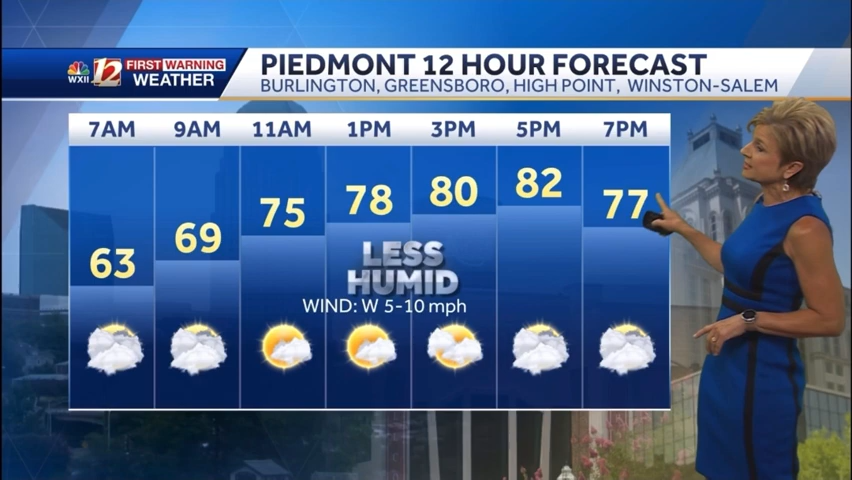 WXII 12 FIRST WARNING
WEATHER
PIEDMONT 12 HOUR FORECAST
BURLINGTON, GREENSBORO, HIGH POINT, WINSTON-SALEM
7AM 9AM 11AM 1PM 3PM 5PM 7PM
63 69 75 78 80 82 77
LESS
HUMID
WIND: W 5-10 mph